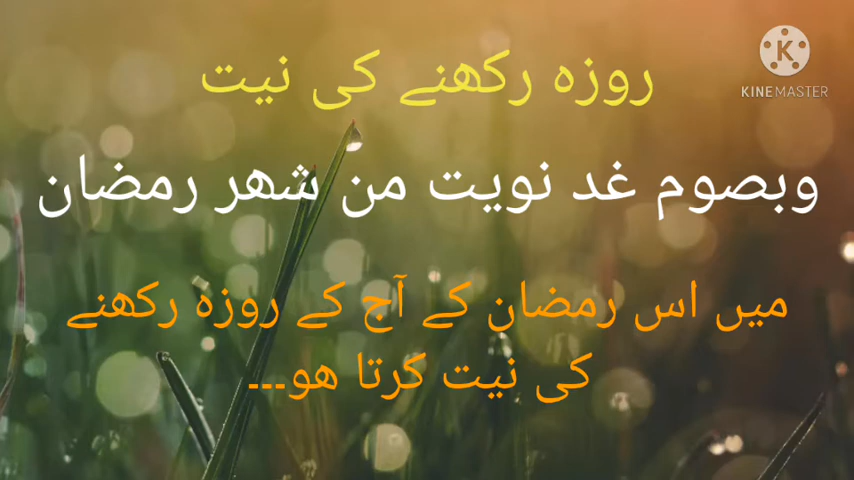 روزہ رکھنے کی نیت
KINEMASTER
وبصوم غد نویت من شھر رمضان
میں اس رمضان کے آج کے روزہ رکھنے
کی نیت کرتا ھو۔۔۔